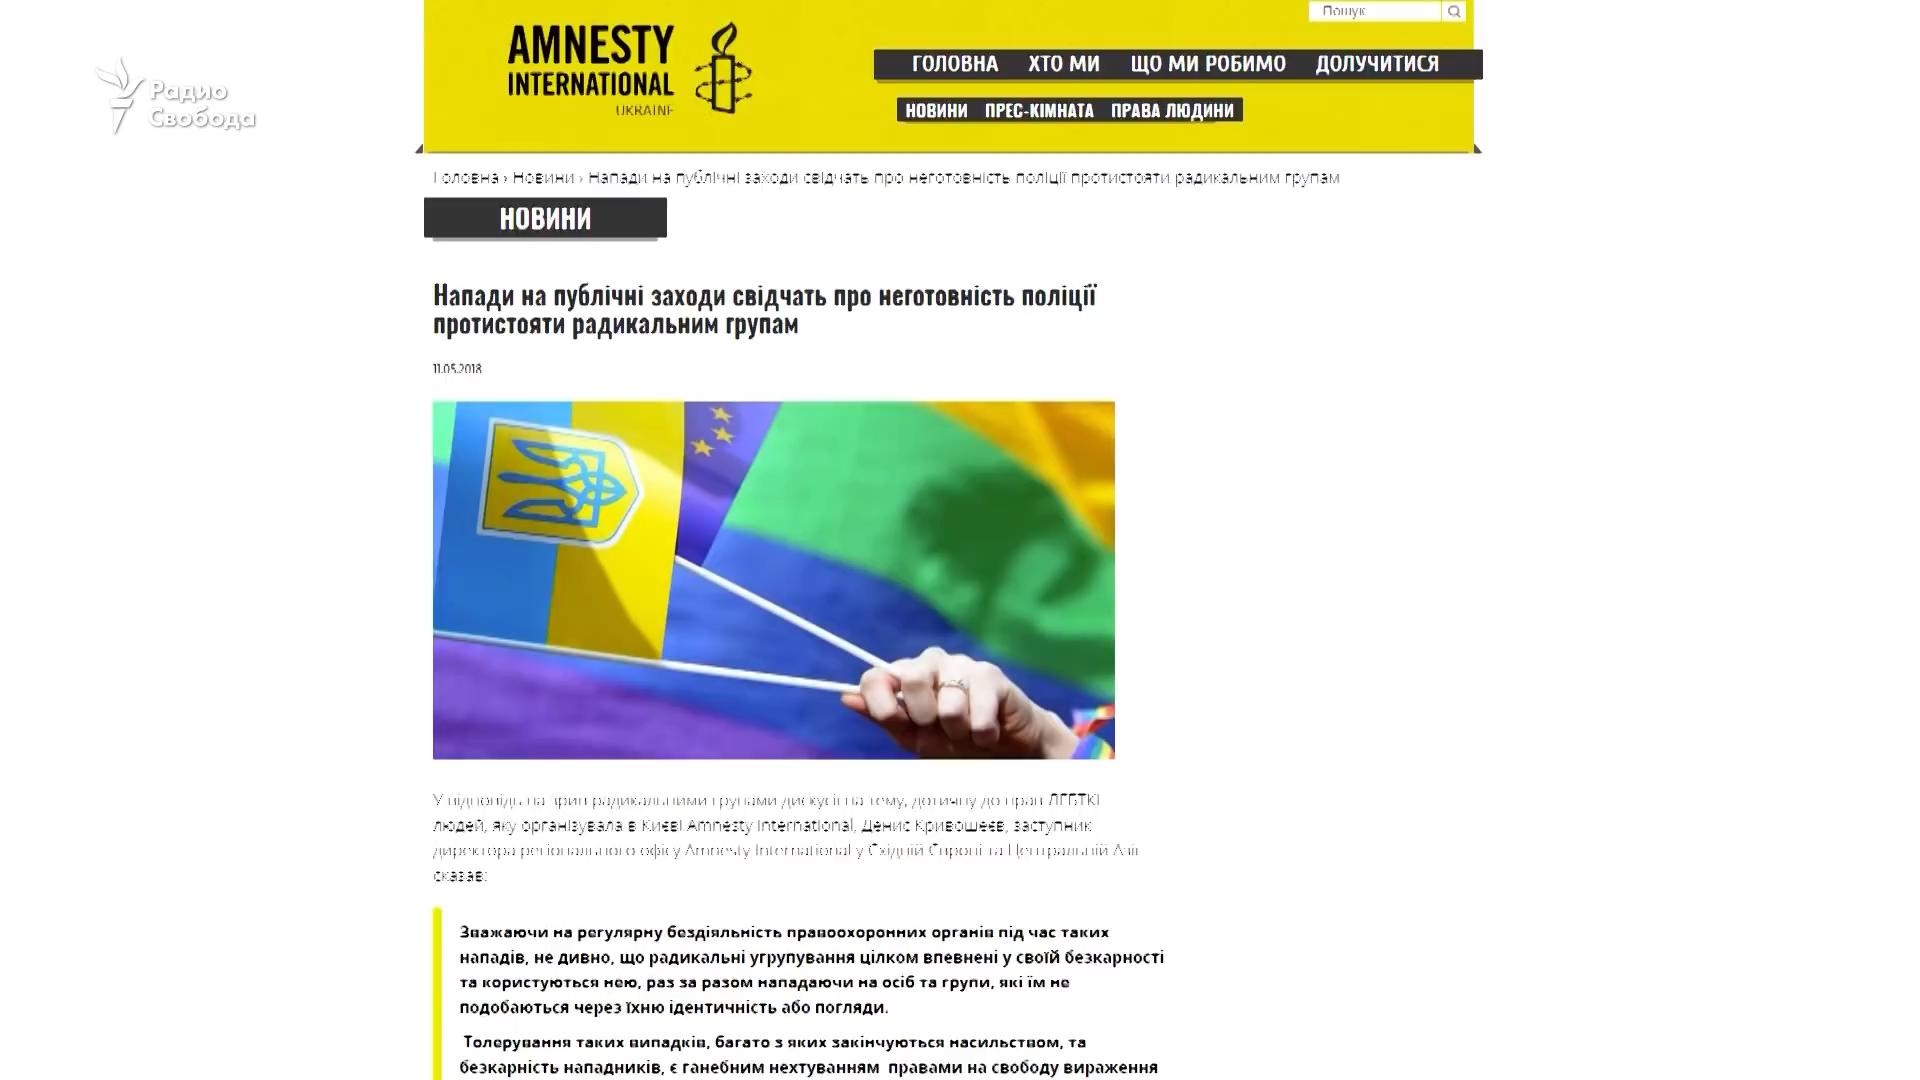 Радио
Свобода
AMNESTY
INTERNATIONAL
UKRAINE
Пошук
ГОЛОВНА ХТО МИ ЩО МИ РОБИМО ДОЛУЧИТИСЯ
НОВИНИ ПРЕС-КІМНАТА ПРАВА ЛЮДИНИ
Головна › Новини › Напади на публічні заходи свідчать про неготовність поліції протистояти радикальним групам
НОВИНИ
Напади на публічні заходи свідчать про неготовність поліції
протистояти радикальним групам
11.05.2018
У відповідь на зрив радикальними групами дискусії на тему, дотичну до прав ЛГБТКІ
людей, яку організувала в Києві Amnesty International, Денис Кривошеєв, заступник
директора регіонального офісу Amnesty International у Східній Європі та Центральній Азії
сказав:
Зважаючи на регулярну бездіяльність правоохоронних органів під час таких
нападів, не дивно, що радикальні угрупування цілком впевнені у своїй безкарності
та користуються нею, раз за разом нападаючи на осіб та групи, які їм не
подобаються через їхню ідентичність або погляди.
Толерування таких випадків, багато з яких закінчуються насильством, та
безкарність нападників, є ганебним нехтуванням правами на свободу вираження